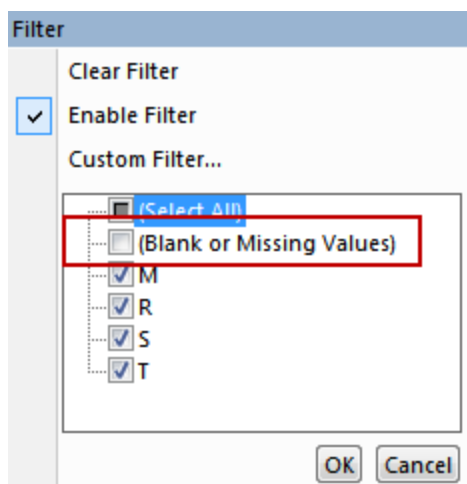 Filter
Clear Filter
Enable Filter
Custom Filter...
(Select All)
(Blank or Missing Values)
M
R
S
T
OK Cancel